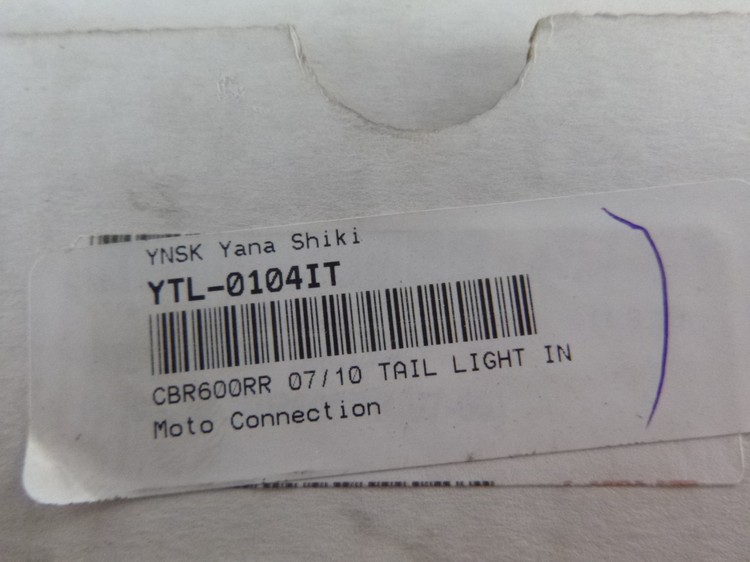 YNSK Yana Shiki
YTL-0104IT
CBR600RR 07/10 TAIL LIGHT IN
Moto Connection